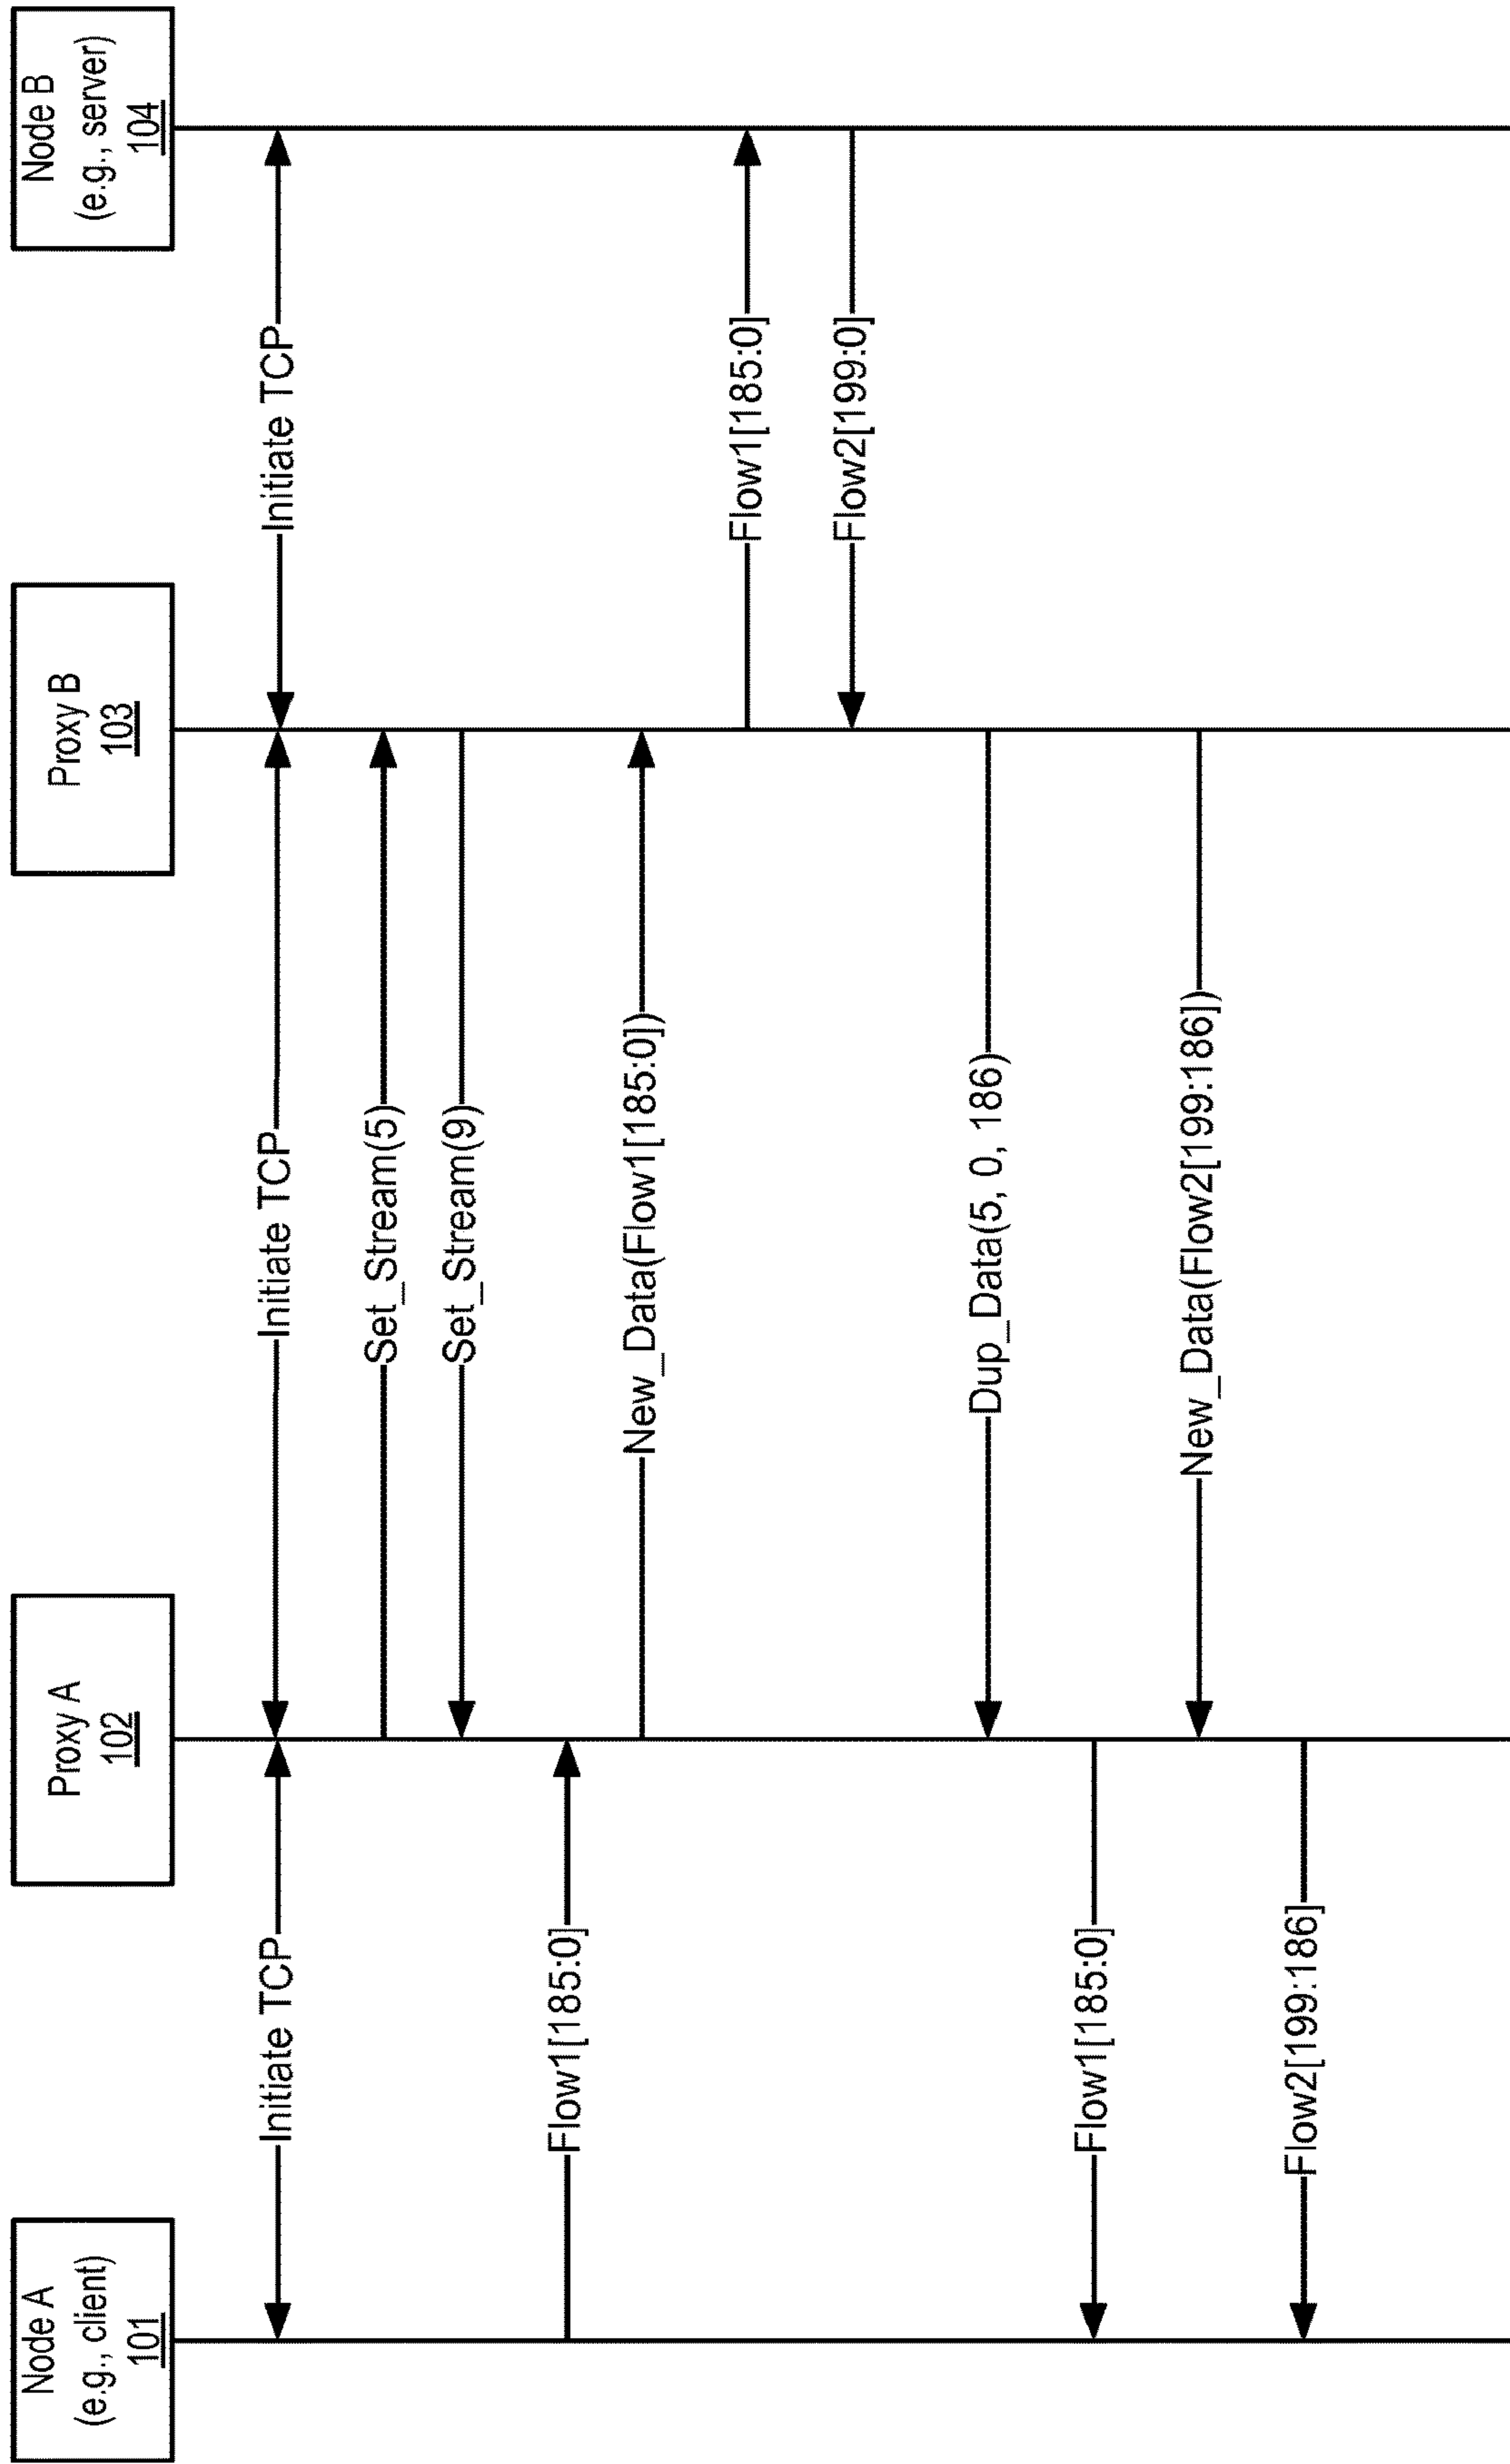 Node A
(e.g., client)
101
Proxy A
102
Proxy B
103
Node B
(e.g., server)
104
Initiate TCP
Initiate TCP
Initiate TCP
Set_Stream(5)
Set_Stream(9)
Flow1[185:0]
New_Data(Flow1[185:0])
Flow1[185:0]
Flow2[199:0]
Dup_Data(5, 0, 186)
Flow1[185:0]
New_Data(Flow2[199:186])
Flow2[199:186]